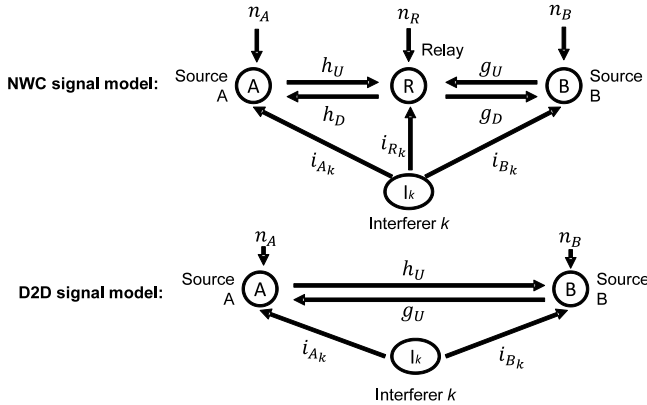 n_A n_R n_B
Relay
NWC signal model: Source A A h_U R g_U B Source B
h_D g_D
i_{A_k} i_{R_k} i_{B_k}
I_k
Interferer k
n_A n_B
D2D signal model: Source A A h_U B Source B
g_U
i_{A_k} I_k i_{B_k}
Interferer k